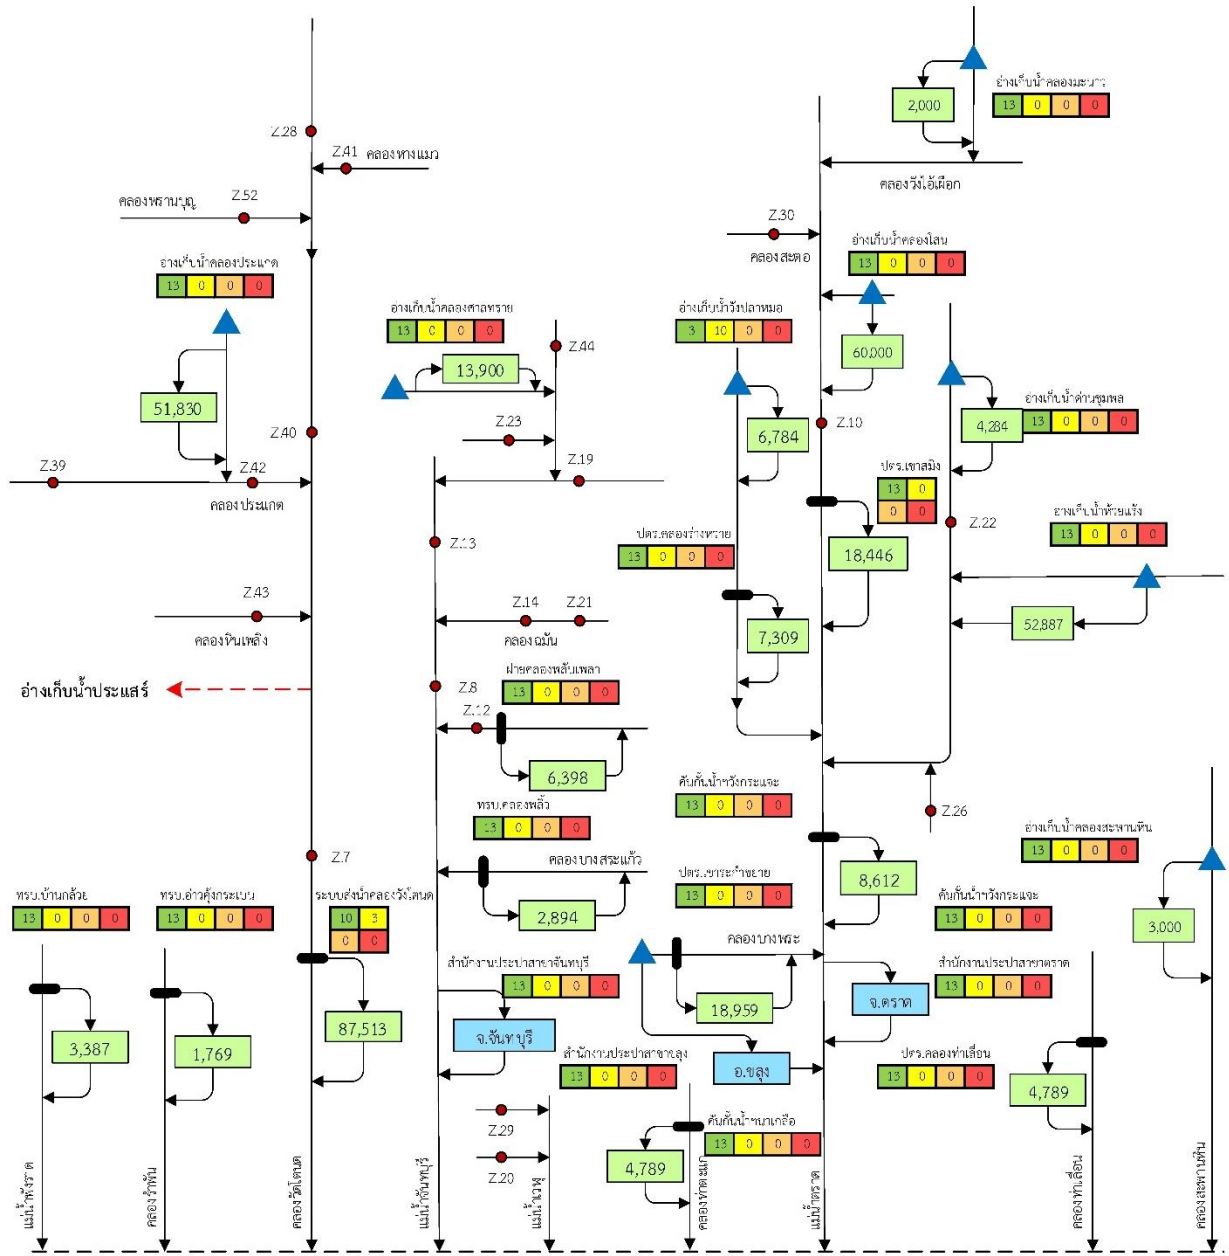 อ่างเก็บน้ำคลองมะนาว
13 0 0 0
2,000
Z.28
Z.41 คลองหางแมว
คลองวังไอ้เผือก
Z.52
คลองพรานบุญ
Z.30
คลองสะตอ
อ่างเก็บน้ำคลองโสน
13 0 0 0
อ่างเก็บน้ำคลองประแกด
13 0 0 0
อ่างเก็บน้ำคลองศาลทราย
13 0 0 0
อ่างเก็บน้ำวังปลาหมอ
3 10 0 0
Z.44
60,000
13,900
51,830
6,784
4,284
อ่างเก็บน้ำด่านชุมพล
13 0 0 0
Z.40
Z.23
Z.10
Z.39
Z.42
Z.19
คลองประแกต
ปตร.เขาสมิง
13 0
0 0
Z.22
อ่างเก็บน้ำห้วยแร้ง
13 0 0 0
Z.13
ปตร.คลองร่างหวาย
13 0 0 0
18,446
Z.43
Z.14 Z.21
คลองหินเพลิง
คลองฉมัน
7,309
52,887
อ่างเก็บน้ำประแสร์
ฝายคลองพลับเพลา
13 0 0 0
Z.8
Z.12
6,398
คันกั้นน้ำฯวังกระแจะ
13 0 0 0
ทรบ.คลองพลิ้ว
13 0 0 0
Z.26
อ่างเก็บน้ำคลองสะพานหิน
13 0 0 0
Z.7
คลองบางสระแก้ว
2,894
8,612
13 0 0 0
ทรบ.บ้านกล้วย
13 0 0 0
ทรบ.อ่าวคุ้งกระเบน
13 0 0 0
ระบบส่งน้ำคลองวังโตนด
10 3
0 0
คันกั้นน้ำฯวังกระแจะ
13 0 0 0
3,000
คลองบางพระ
สำนักงานประปาสาขาจันทบุรี
13 0 0 0
สำนักงานประปาสาขาตราด
13 0 0 0
18,959
จ.ตราด
3,387
1,769
87,513
จ.จันทบุรี
สำนักงานประปาสาขาขลุง
13 0 0 0
อ.ขลุง
ปตร.คลองท่าเลื่อน
13 0 0 0
4,789
Z.29
Z.20
คันกั้นน้ำฯนาเกลือ
13 0 0 0
4,789
แม่น้ำพังราด
คลองรำพัน
คลองวังโตนด
แม่น้ำจันทบุรี
แม่น้ำเวฬุ
แม่น้ำตราด
คลองท่าเลื่อน
คลองสะพานหิน